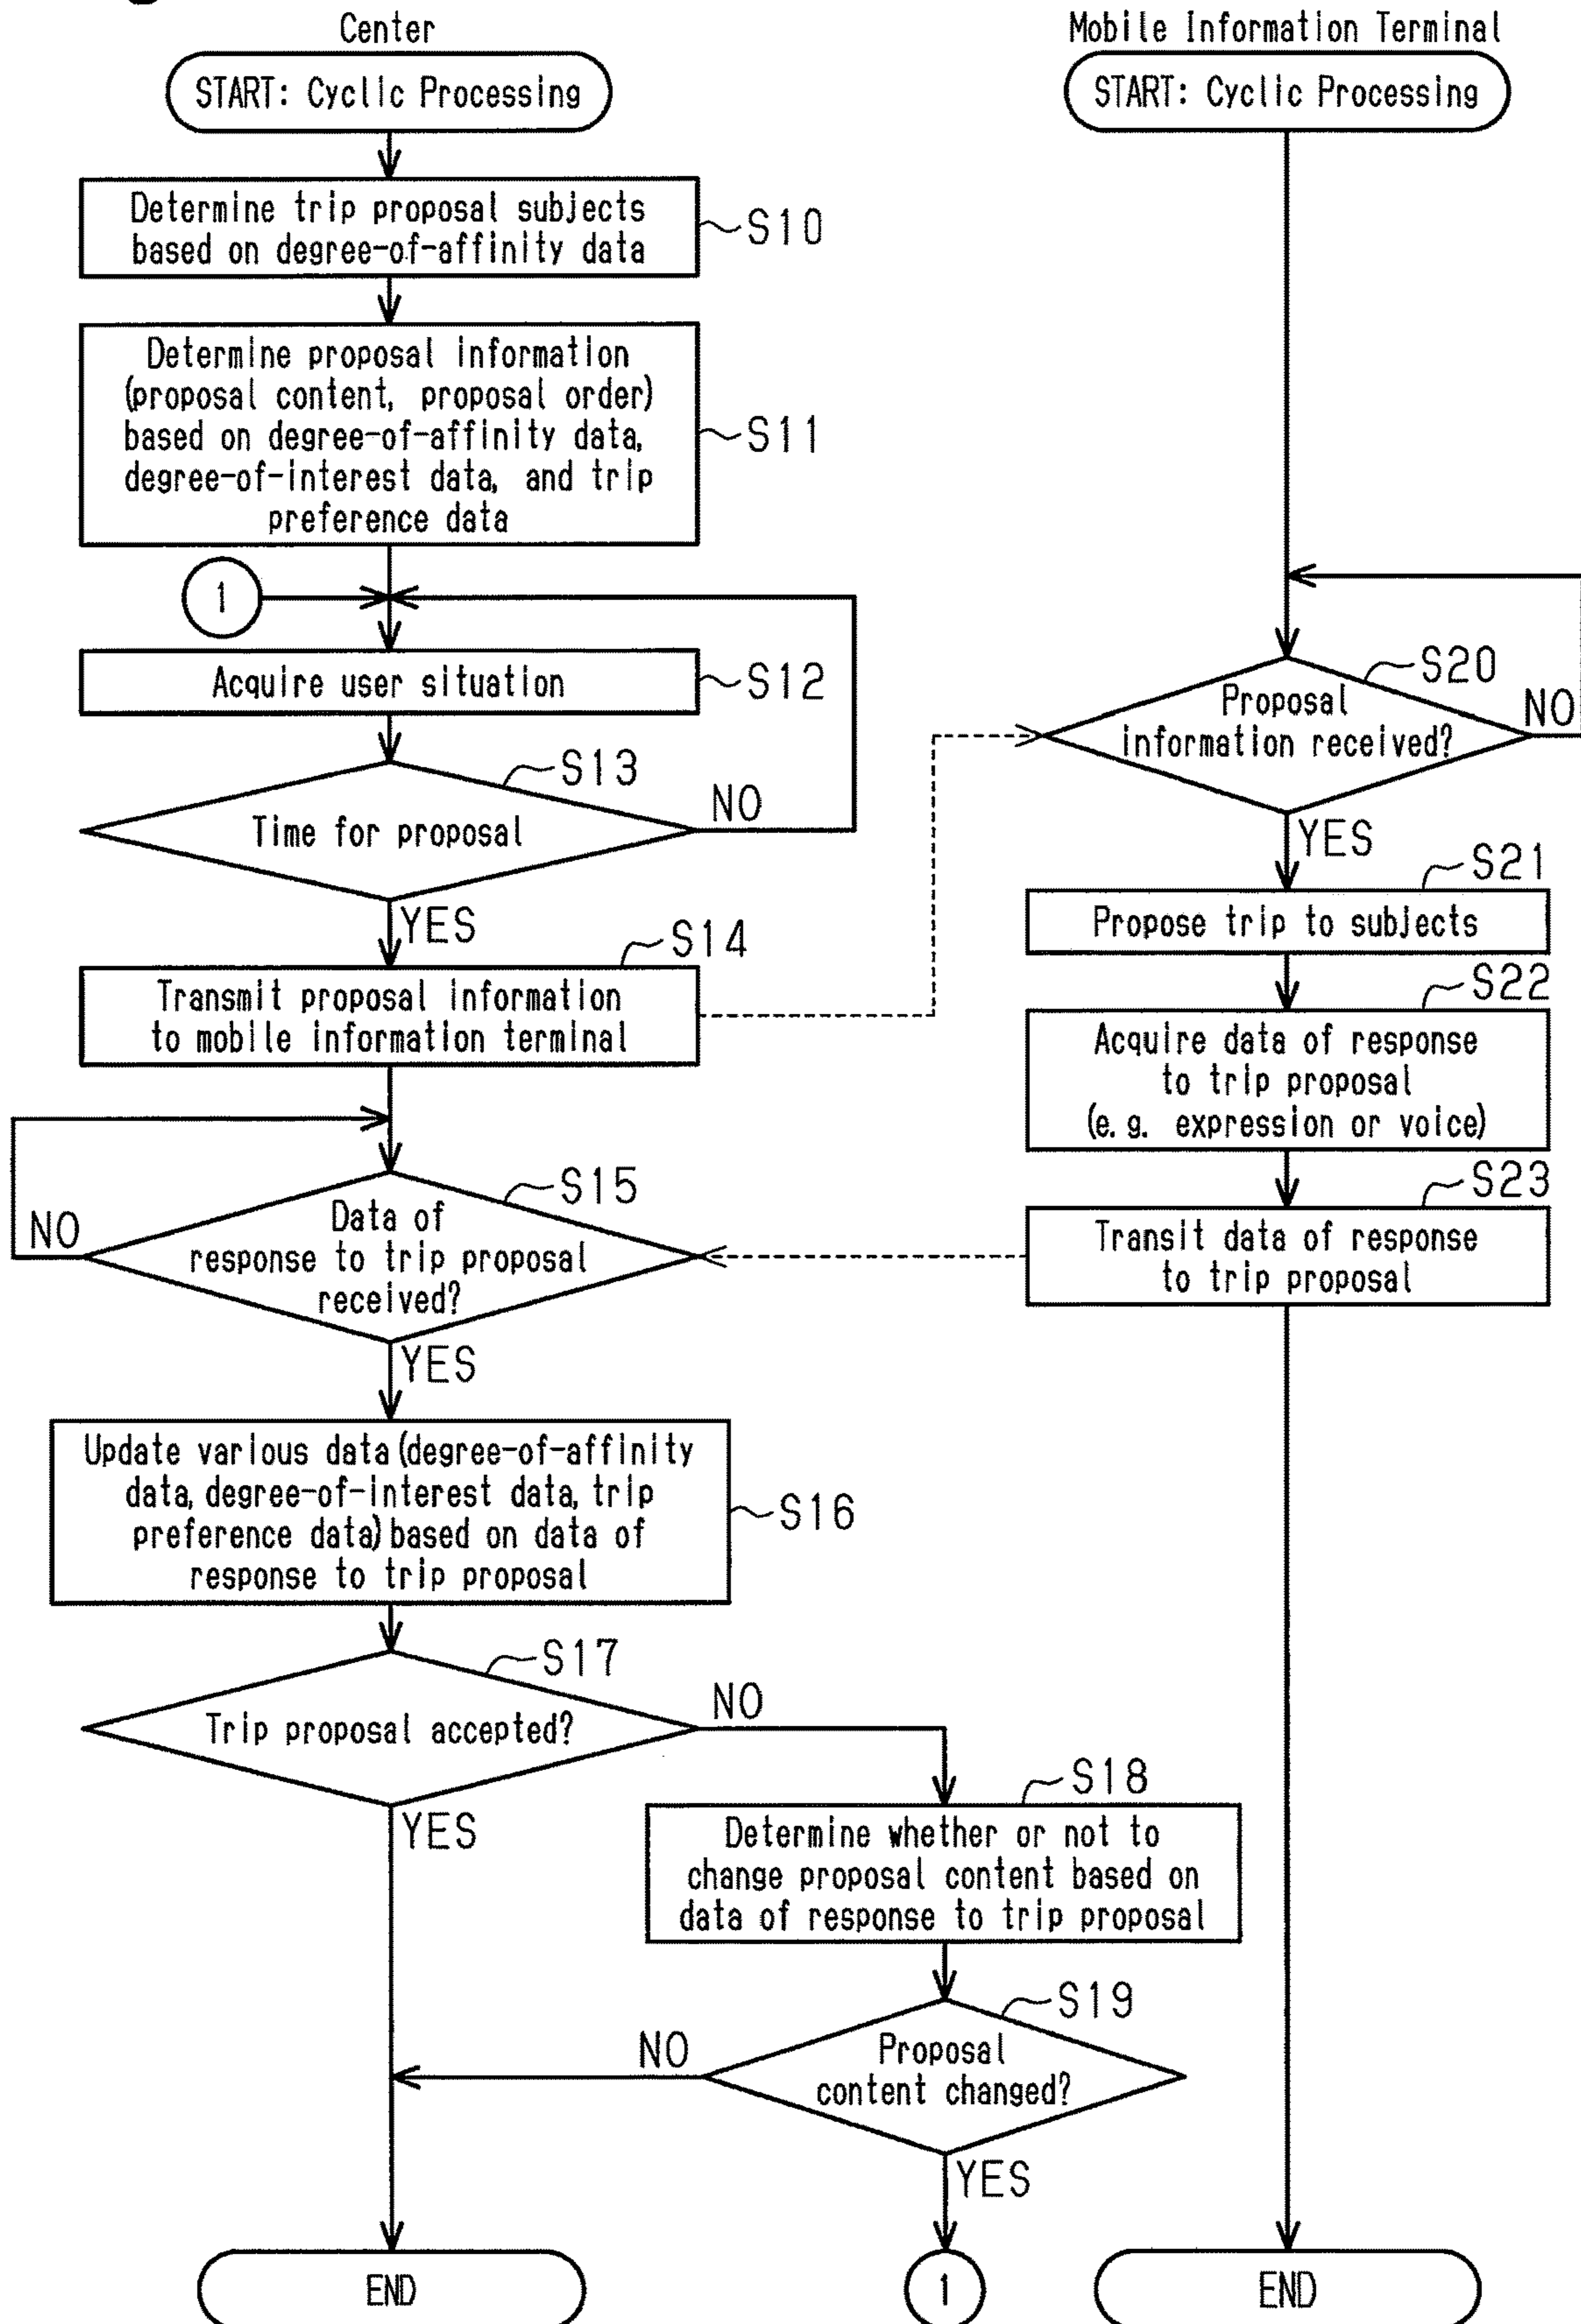 Center
START: Cyclic Processing
Determine trip proposal subjects
based on degree-of-affinity data
S10
Determine proposal information
(proposal content, proposal order)
based on degree-of-affinity data,
degree-of-interest data, and trip
preference data
S11
1
Acquire user situation
S12
S13
Time for proposal
NO
YES
S14
Transmit proposal information
to mobile information terminal
S15
Data of
response to trip proposal
received?
NO
YES
Update various data (degree-of-affinity
data, degree-of-interest data, trip
preference data) based on data of
response to trip proposal
S16
S17
Trip proposal accepted?
NO
YES
S18
Determine whether or not to
change proposal content based on
data of response to trip proposal
S19
Proposal
content changed?
NO
YES
END
1
Mobile Information Terminal
START: Cyclic Processing
S20
Proposal
information received?
NO
YES
S21
Propose trip to subjects
S22
Acquire data of response
to trip proposal
(e.g. expression or voice)
S23
Transit data of response
to trip proposal
END